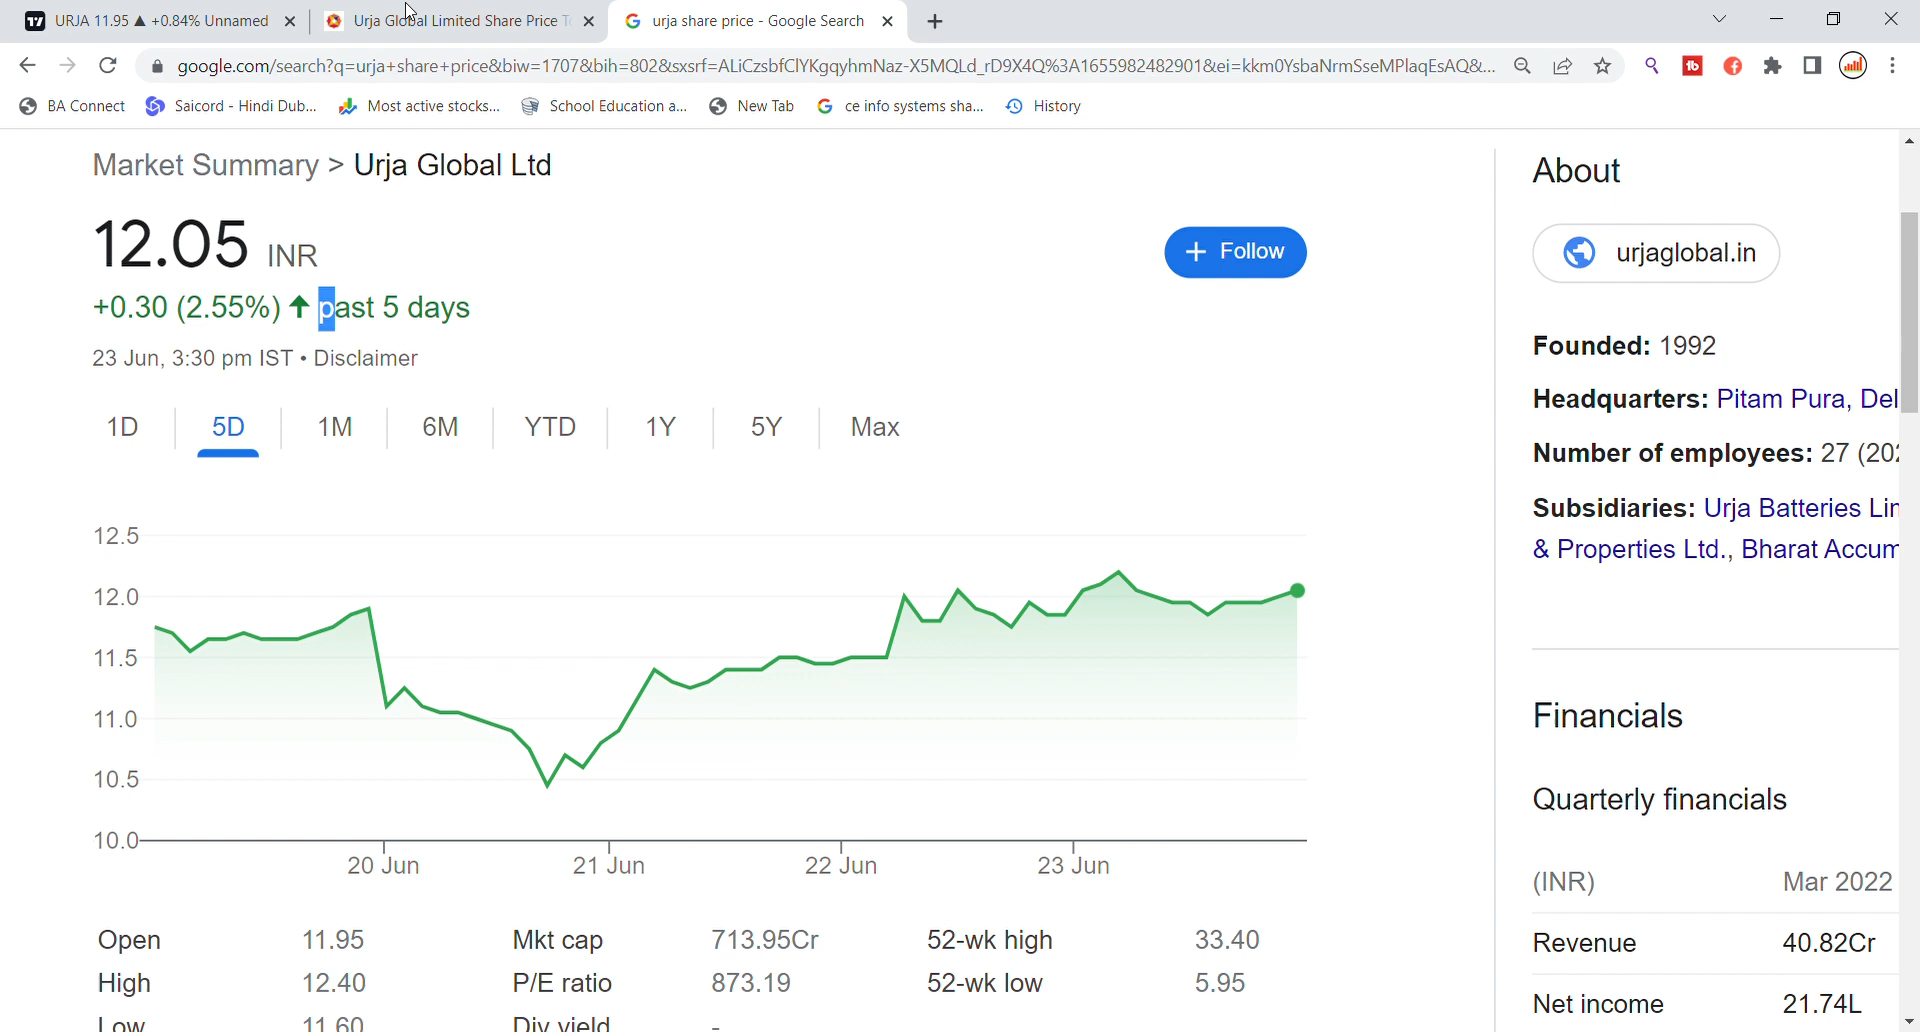 URJA 11.95 ▲ +0.84% Unnamed
Urja Global Limited Share Price
urja share price - Google Search
google.com/search?q=urja+share+price&biw=1707&bih=802&sxsrf=ALiCzsbfClYKgqyhmNaz-X5MQLd_rD9X4Q%3A1655982482901&ei=kkm0YsbaNrmSseMPlaqEsAQ&...
BA Connect
Saicord - Hindi Dub...
Most active stocks...
School Education a...
New Tab
ce info systems sha...
History
Market Summary > Urja Global Ltd
12.05 INR
+ Follow
+0.30 (2.55%) ↑ past 5 days
23 Jun, 3:30 pm IST • Disclaimer
1D 5D 1M 6M YTD 1Y 5Y Max
12.5
12.0
11.5
11.0
10.5
10.0
20 Jun 21 Jun 22 Jun 23 Jun
Open 11.95 Mkt cap 713.95Cr 52-wk high 33.40
High 12.40 P/E ratio 873.19 52-wk low 5.95
Low 11.60 Div yield -
About
urjaglobal.in
Founded: 1992
Headquarters: Pitam Pura, Del
Number of employees: 27 (202
Subsidiaries: Urja Batteries Lin
& Properties Ltd., Bharat Accum
Financials
Quarterly financials
(INR) Mar 2022
Revenue 40.82Cr
Net income 21.74L